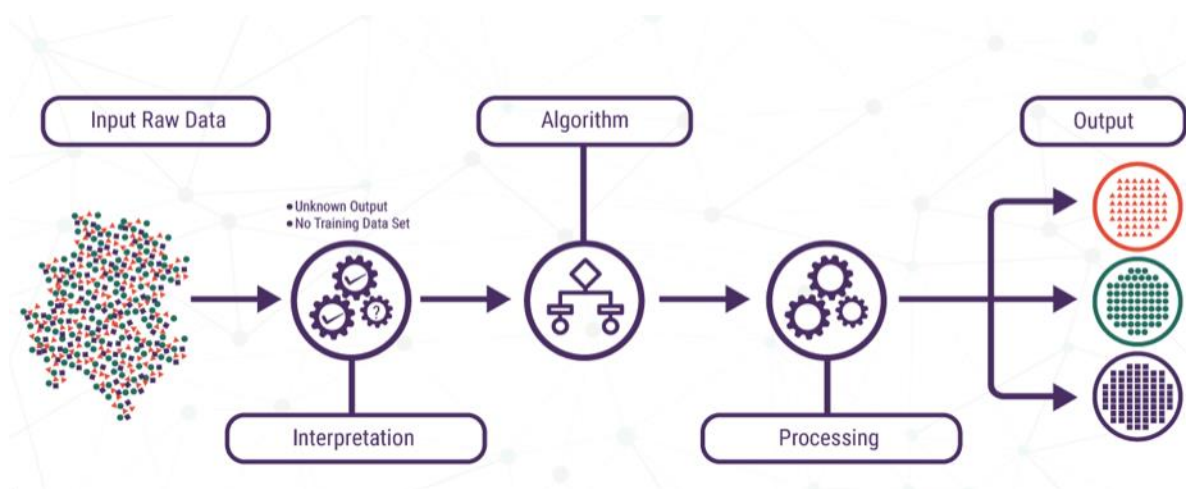 Input Raw Data
Algorithm
Output
● Unknown Output
● No Training Data Set
?
Interpretation
Processing